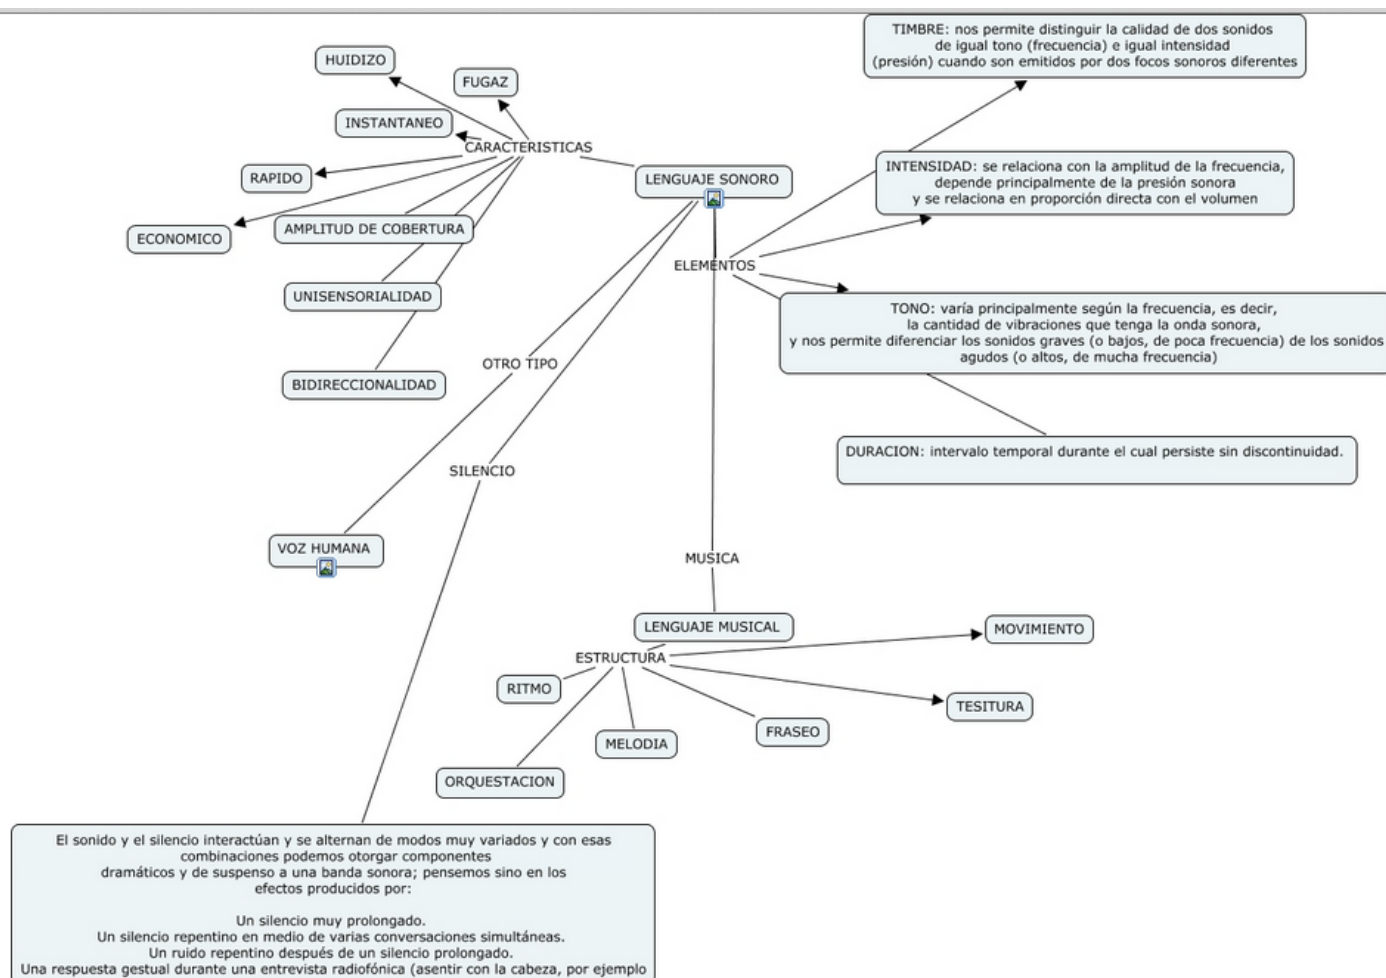 HUIDIZO
FUGAZ
INSTANTANEO
CARACTERISTICAS
RAPIDO
ECONOMICO
AMPLITUD DE COBERTURA
UNISENSORIALIDAD
BIDIRECCIONALIDAD
LENGUAJE SONORO
TIMBRE: nos permite distinguir la calidad de dos sonidos
de igual tono (frecuencia) e igual intensidad
(presión) cuando son emitidos por dos focos sonoros diferentes
INTENSIDAD: se relaciona con la amplitud de la frecuencia,
depende principalmente de la presión sonora
y se relaciona en proporción directa con el volumen
ELEMENTOS
TONO: varía principalmente según la frecuencia, es decir,
la cantidad de vibraciones que tenga la onda sonora,
y nos permite diferenciar los sonidos graves (o bajos, de poca frecuencia) de los sonidos
agudos (o altos, de mucha frecuencia)
DURACION: intervalo temporal durante el cual persiste sin discontinuidad.
OTRO TIPO
SILENCIO
VOZ HUMANA
MUSICA
LENGUAJE MUSICAL
ESTRUCTURA
MOVIMIENTO
RITMO
TESITURA
FRASEO
MELODIA
ORQUESTACION
El sonido y el silencio interactúan y se alternan de modos muy variados y con esas
combinaciones podemos otorgar componentes
dramáticos y de suspenso a una banda sonora; pensemos sino en los
efectos producidos por:
Un silencio muy prolongado.
Un silencio repentino en medio de varias conversaciones simultáneas.
Un ruido repentino después de un silencio prolongado.
Una respuesta gestual durante una entrevista radiofónica (asentir con la cabeza, por ejemplo